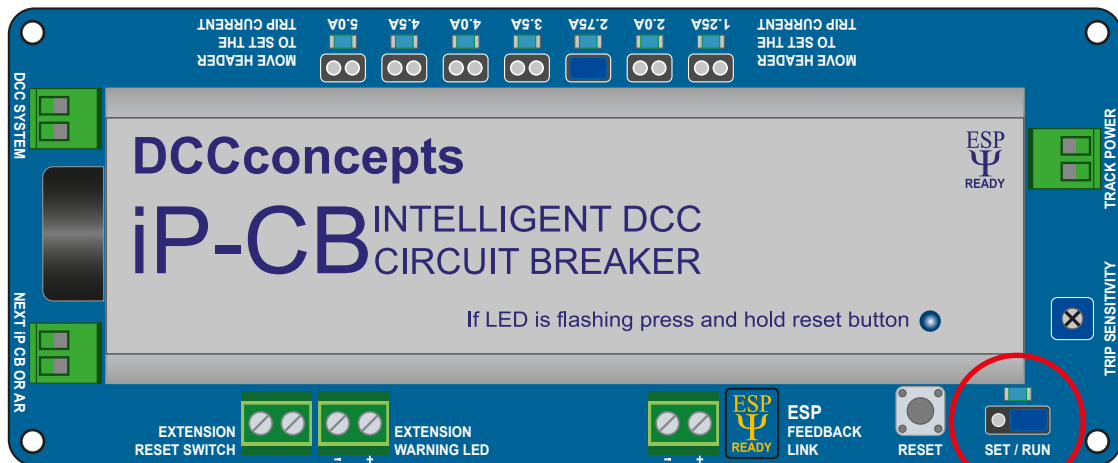 5.0A
4.5A
4.0A
3.5A
2.75A
2.0A
1.25A
MOVE HEADER
TO SET THE
TRIP CURRENT
MOVE HEADER
TO SET THE
TRIP CURRENT
DCC SYSTEM
NEXT iP CB OR AR
DCCconcepts
iP-CB
INTELLIGENT DCC
CIRCUIT BREAKER
If LED is flashing press and hold reset button
ESP
Ψ
READY
TRACK POWER
TRIP SENSITIVITY
EXTENSION
RESET SWITCH
- +
EXTENSION
WARNING LED
- +
ESP
Ψ
READY
ESP
FEEDBACK
LINK
RESET
SET / RUN